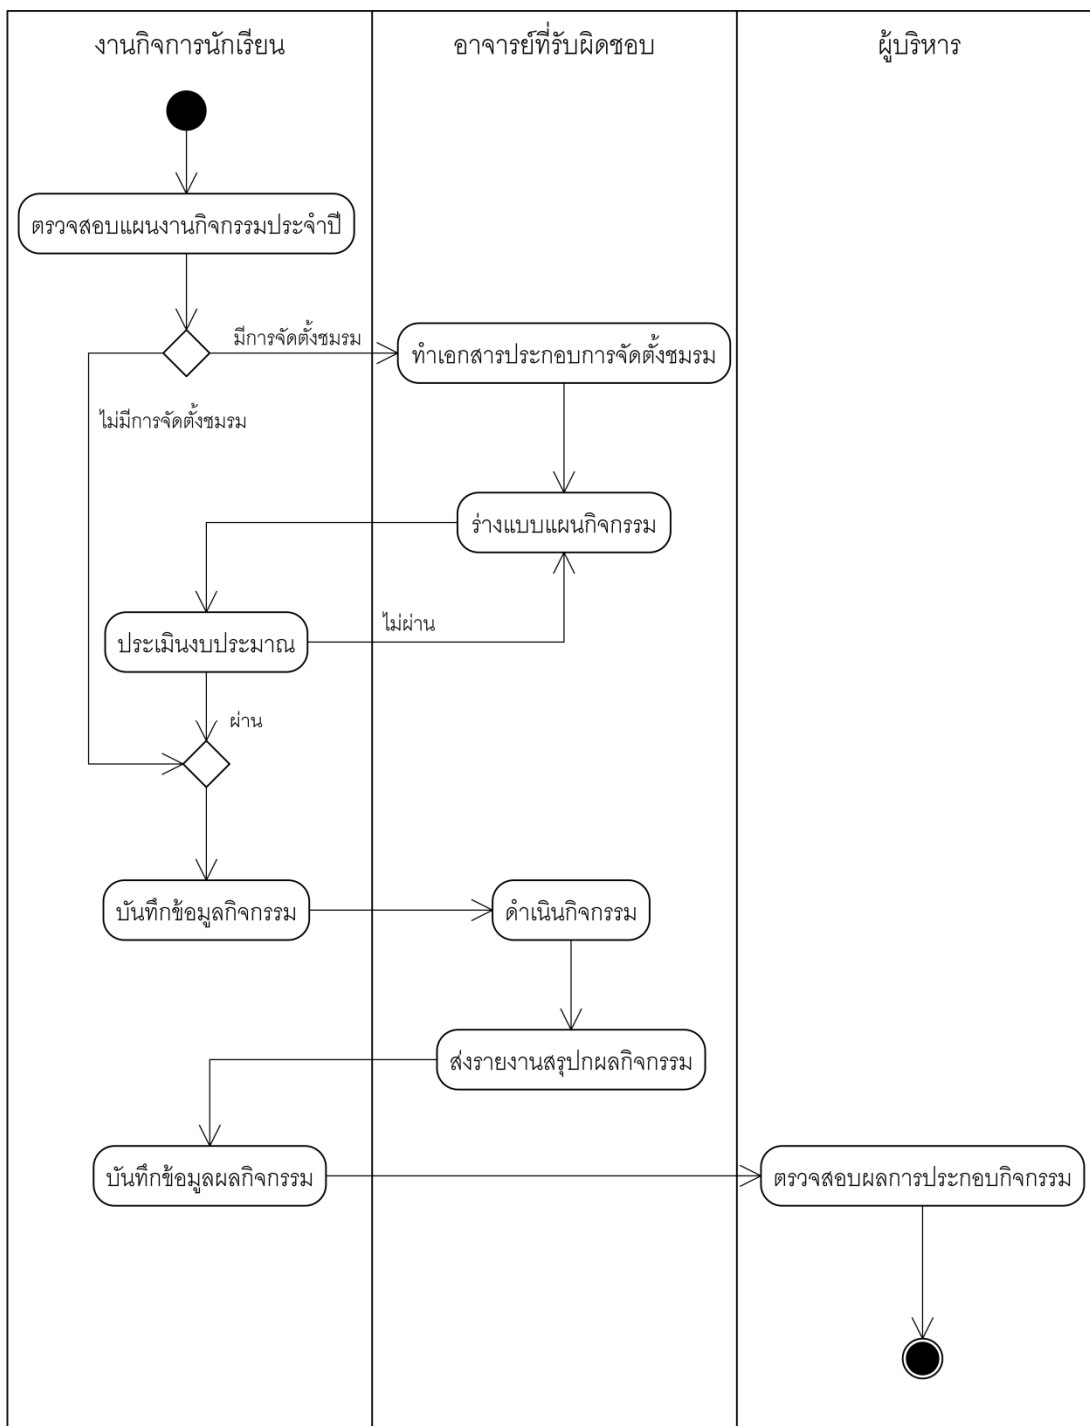 งานกิจการนักเรียน
อาจารย์ที่รับผิดชอบ
ผู้บริหาร
ตรวจสอบแผนงานกิจกรรมประจำปี
มีการจัดตั้งชมรม
ทำเอกสารประกอบการจัดตั้งชมรม
ไม่มีการจัดตั้งชมรม
ร่างแบบแผนกิจกรรม
ประเมินงบประมาณ
ไม่ผ่าน
ผ่าน
บันทึกข้อมูลกิจกรรม
ดำเนินกิจกรรม
ส่งรายงานสรุปกผลกิจกรรม
บันทึกข้อมูลผลกิจกรรม
ตรวจสอบผลการประกอบกิจกรรม